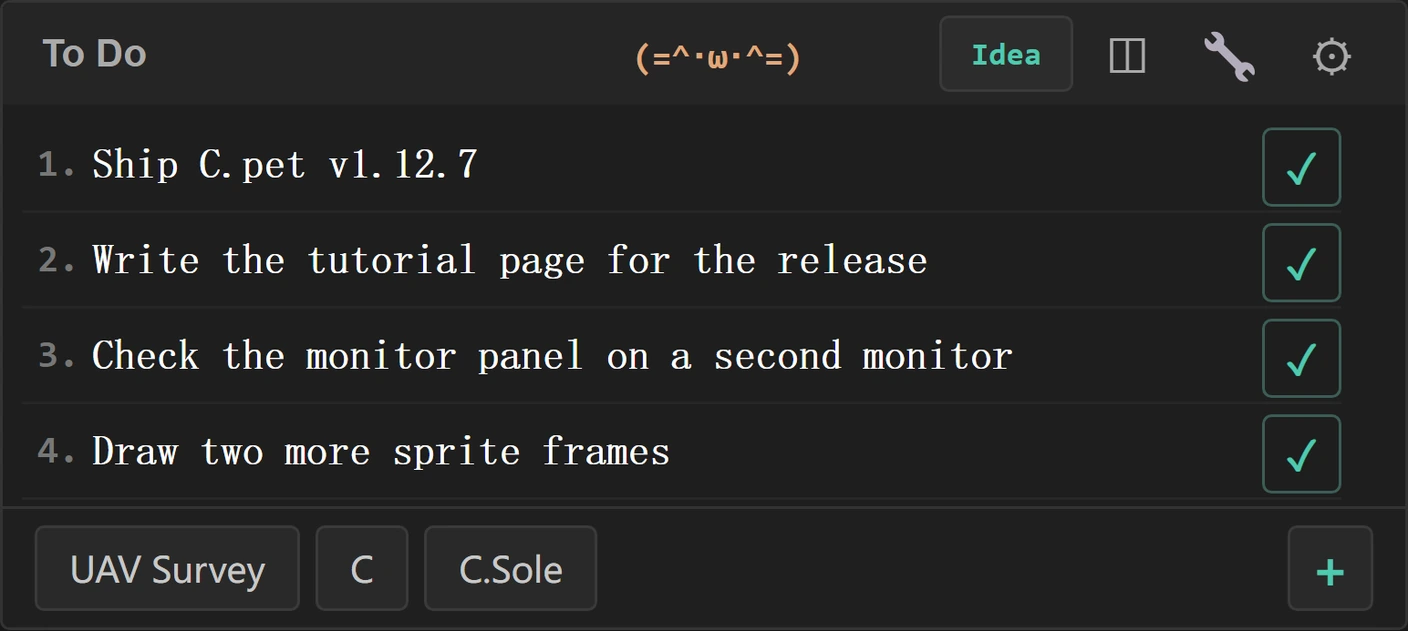 To Do (=^·ω·^=) Idea
1. Ship C.pet v1.12.7 ✓
2. Write the tutorial page for the release ✓
3. Check the monitor panel on a second monitor ✓
4. Draw two more sprite frames ✓
UAV Survey C C.Sole +